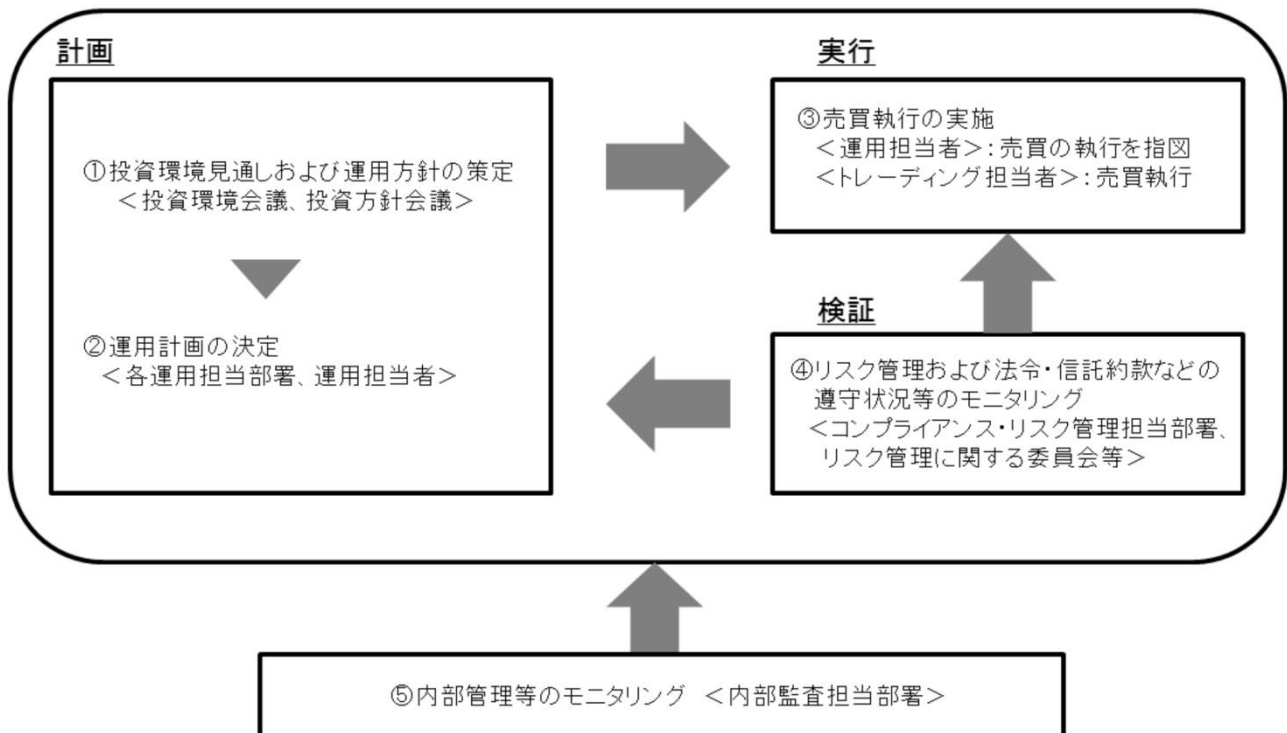 計画
①投資環境見通しおよび運用方針の策定
＜投資環境会議、投資方針会議＞
②運用計画の決定
＜各運用担当部署、運用担当者＞
実行
③売買執行の実施
＜運用担当者＞：売買の執行を指図
＜トレーディング担当者＞：売買執行
検証
④リスク管理および法令・信託約款などの
遵守状況等のモニタリング
＜コンプライアンス・リスク管理担当部署、
リスク管理に関する委員会等＞
⑤内部管理等のモニタリング ＜内部監査担当部署＞